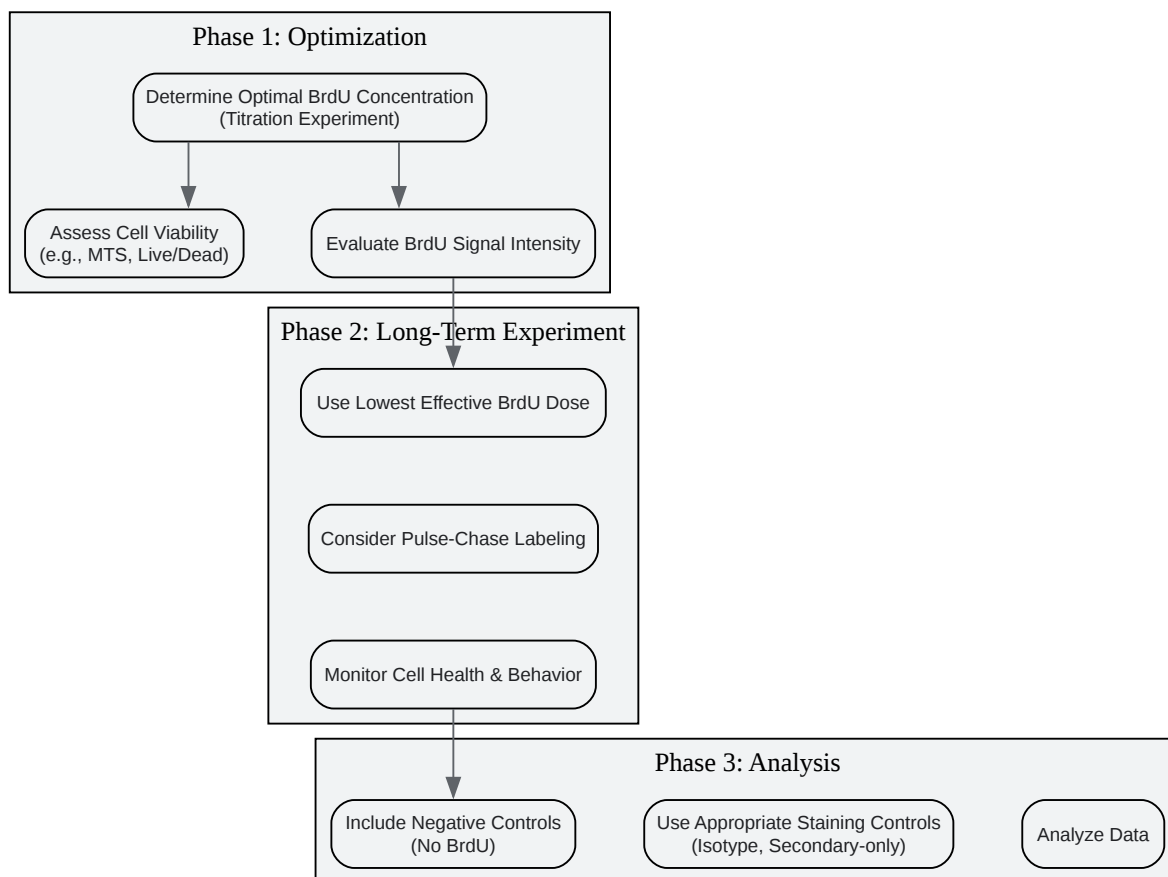 Phase 1: Optimization
Determine Optimal BrdU Concentration
(Titration Experiment)
Assess Cell Viability
(e.g., MTS, Live/Dead)
Evaluate BrdU Signal Intensity
Phase 2: Long-Term Experiment
Use Lowest Effective BrdU Dose
Consider Pulse-Chase Labeling
Monitor Cell Health & Behavior
Phase 3: Analysis
Include Negative Controls
(No BrdU)
Use Appropriate Staining Controls
(Isotype, Secondary-only)
Analyze Data